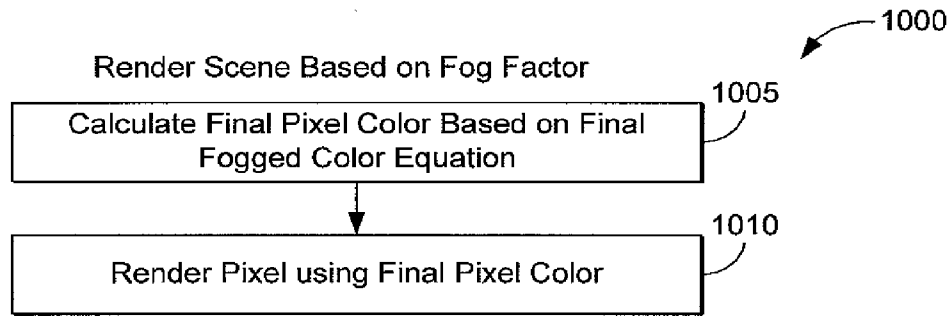 1000
Render Scene Based on Fog Factor
1005
Calculate Final Pixel Color Based on Final
Fogged Color Equation
1010
Render Pixel using Final Pixel Color